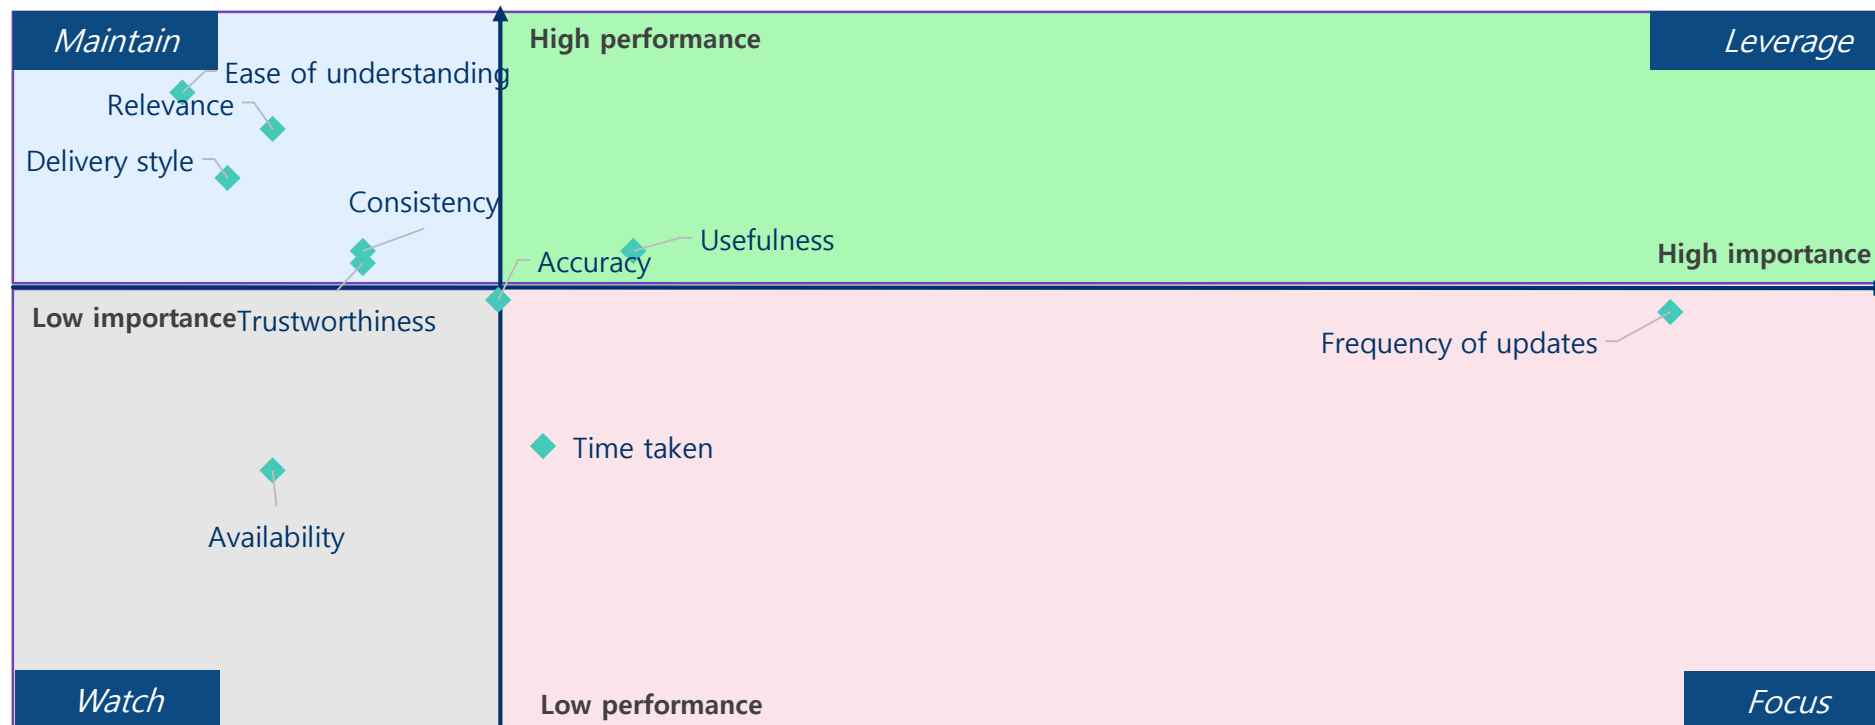 Maintain
High performance
Leverage
Ease of understanding
Relevance
Delivery style
Consistency
Usefulness
Accuracy
High importance
Low importance
Trustworthiness
Frequency of updates
Time taken
Availability
Watch
Low performance
Focus